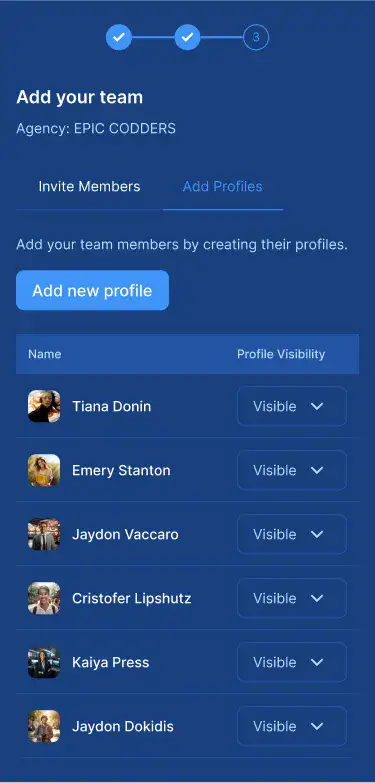 3
Add your team
Agency: EPIC CODDERS
Invite Members Add Profiles
Add your team members by creating their profiles.
Add new profile
Name Profile Visibility
Tiana Donin Visible
Emery Stanton Visible
Jaydon Vaccaro Visible
Cristofer Lipshutz Visible
Kaiya Press Visible
Jaydon Dokidis Visible